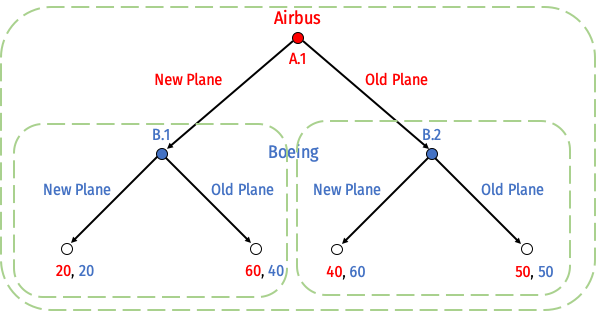 Airbus
A.1
New Plane
Old Plane
B.1
B.2
Boeing
New Plane
Old Plane
New Plane
Old Plane
20, 20
60, 40
40, 60
50, 50